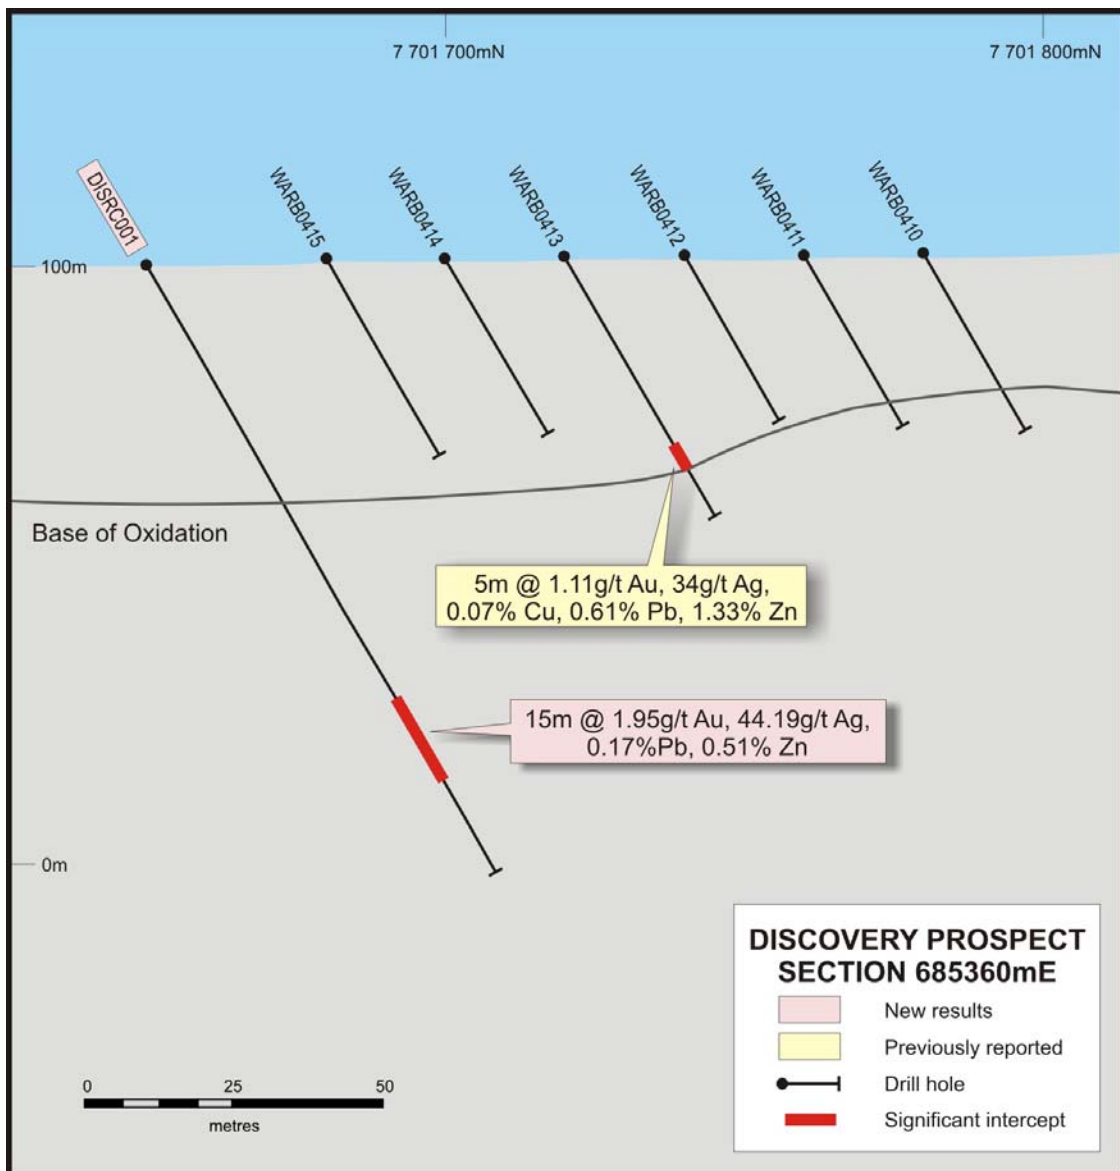 7 701 700mN
7 701 800mN
DISRC001
WARB0415
WARB0414
WARB0413
WARB0412
WARB0411
WARB0410
100m
Base of Oxidation
5m @ 1.11g/t Au, 34g/t Ag,
0.07% Cu, 0.61% Pb, 1.33% Zn
15m @ 1.95g/t Au, 44.19g/t Ag,
0.17%Pb, 0.51% Zn
0m
DISCOVERY PROSPECT
SECTION 685360mE
New results
Previously reported
Drill hole
Significant intercept
0
25
50
metres